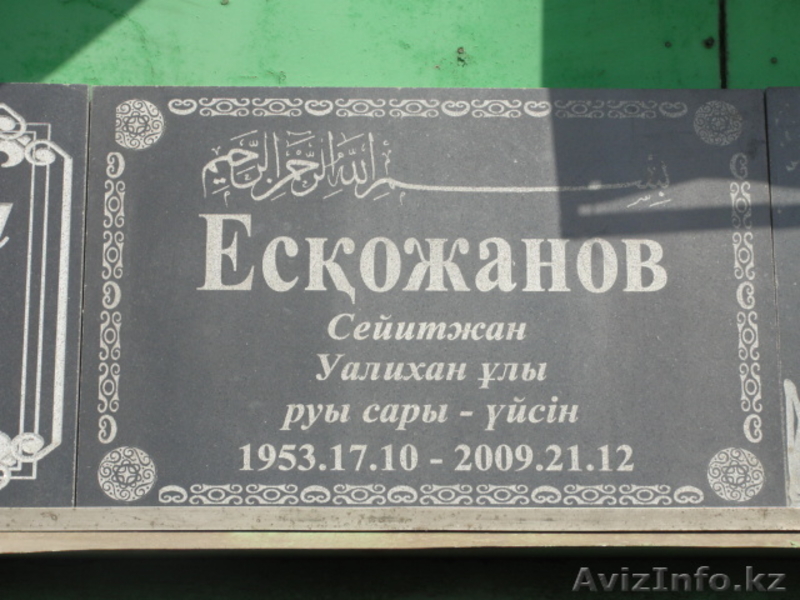 بسم الله الرحمن الرحيم
Есқожанов
Сейитжан
Уалихан ұлы
руы сары - үйсін
1953.17.10 - 2009.21.12
AvizInfo.kz